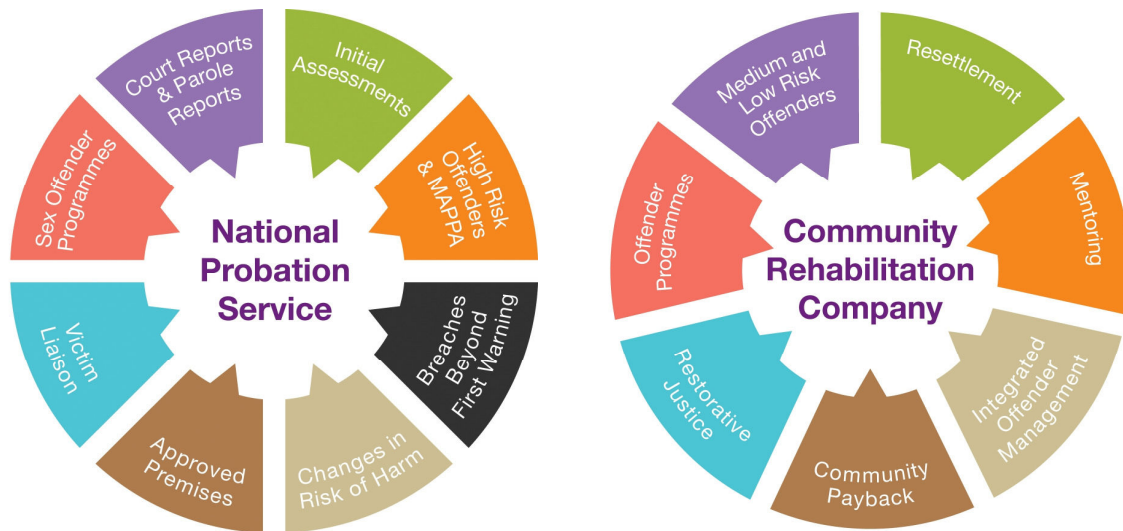 National
Probation
Service
Initial
Assessments
High Risk
Offenders
& MAPPA
Breaches
Beyond
First Warning
Changes in
Risk of Harm
Approved
Premises
Victim
Liaison
Sex Offender
Programmes
Court Reports
& Parole
Reports
Community
Rehabilitation
Company
Resettlement
Mentoring
Integrated
Offender
Management
Community
Payback
Restorative
Justice
Offender
Programmes
Medium and
Low Risk
Offenders